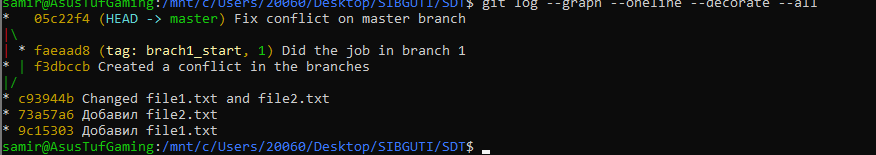 samir@AsusTufGaming:/mnt/c/Users/20060/Desktop/SIBGUTI/SDT$ git log --graph --oneline --decorate --all
*   05c22f4 (HEAD -> master) Fix conflict on master branch
|\
| * faeaad8 (tag: brach1_start, 1) Did the job in branch 1
* | f3dbccb Created a conflict in the branches
|/
* c93944b Changed file1.txt and file2.txt
* 73a57a6 Добавил file2.txt
* 9c15303 Добавил file1.txt
samir@AsusTufGaming:/mnt/c/Users/20060/Desktop/SIBGUTI/SDT$